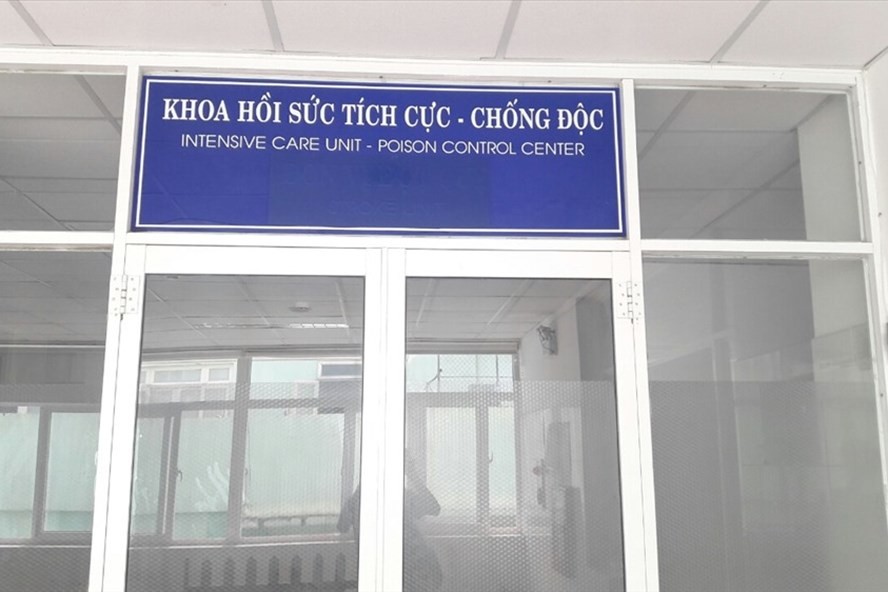 KHOA HỒI SỨC TÍCH CỰC - CHỐNG ĐỘC
INTENSIVE CARE UNIT - POISON CONTROL CENTER